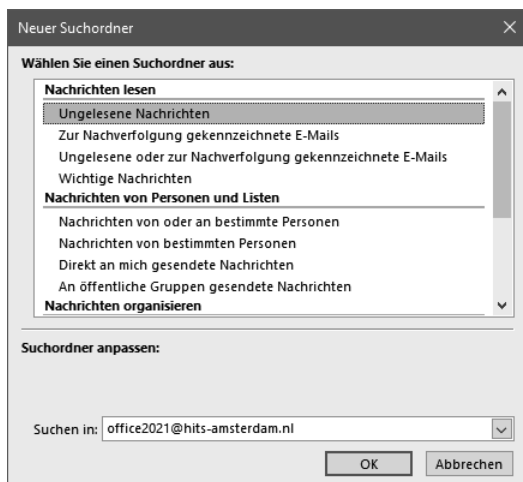 Neuer Suchordner
Wählen Sie einen Suchordner aus:
Nachrichten lesen
Ungelesene Nachrichten
Zur Nachverfolgung gekennzeichnete E-Mails
Ungelesene oder zur Nachverfolgung gekennzeichnete E-Mails
Wichtige Nachrichten
Nachrichten von Personen und Listen
Nachrichten von oder an bestimmte Personen
Nachrichten von bestimmten Personen
Direkt an mich gesendete Nachrichten
An öffentliche Gruppen gesendete Nachrichten
Nachrichten organisieren
Suchordner anpassen:
Suchen in: office2021@hits-amsterdam.nl
OK Abbrechen